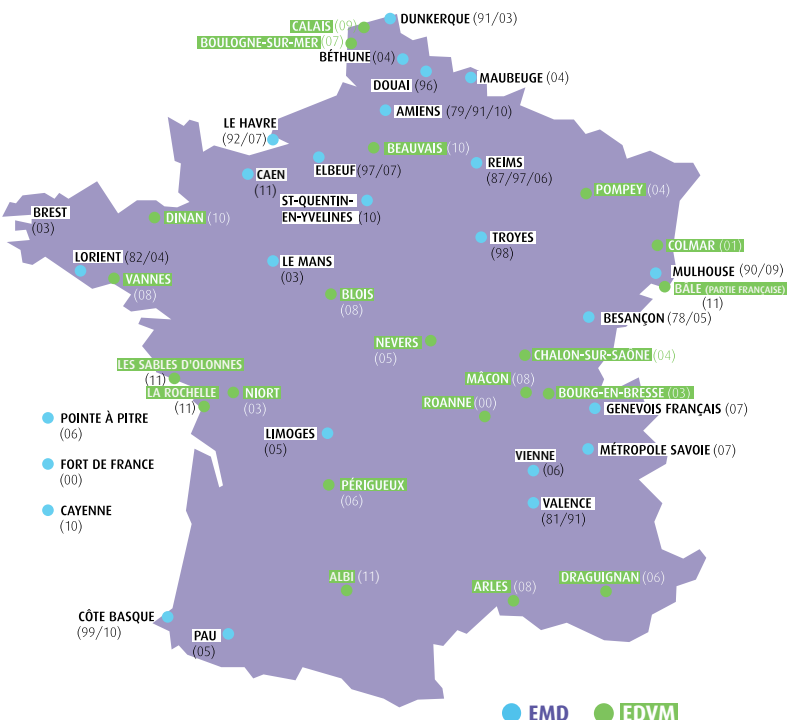 CALAIS (09)
DUNKERQUE (91/03)
BOULOGNE-SUR-MER (07)
BÉTHUNE (04)
DOUAI (96)
MAUBEUGE (04)
AMIENS (79/91/10)
LE HAVRE
(92/07)
BEAUVAIS (10)
ELBEUF (97/07)
REIMS
(87/97/06)
CAEN
(11)
POMPEY (04)
ST-QUENTIN-
EN-YVELINES (10)
BREST
(03)
DINAN (10)
TROYES
(98)
COLMAR (01)
LORIENT (82/04)
LE MANS
(03)
MULHOUSE (90/09)
VANNES
(08)
BÂLE (PARTIE FRANÇAISE)
(11)
BLOIS
(08)
BESANÇON (78/05)
NEVERS
(05)
CHALON-SUR-SAÔNE (04)
LES SABLES D'OLONNES
(11)
MÂCON (08)
LA ROCHELLE
(11)
NIORT
(03)
BOURG-EN-BRESSE (03)
ROANNE (00)
GENEVOIS FRANÇAIS (07)
POINTE À PITRE
(06)
LIMOGES
(05)
MÉTROPOLE SAVOIE (07)
VIENNE
(06)
FORT DE FRANCE
(00)
PÉRIGUEUX
(06)
VALENCE
(81/91)
CAYENNE
(10)
ALBI (11)
ARLES (08)
DRAGUIGNAN (06)
CÔTE BASQUE
(99/10)
PAU
(05)
EMD
EDVM